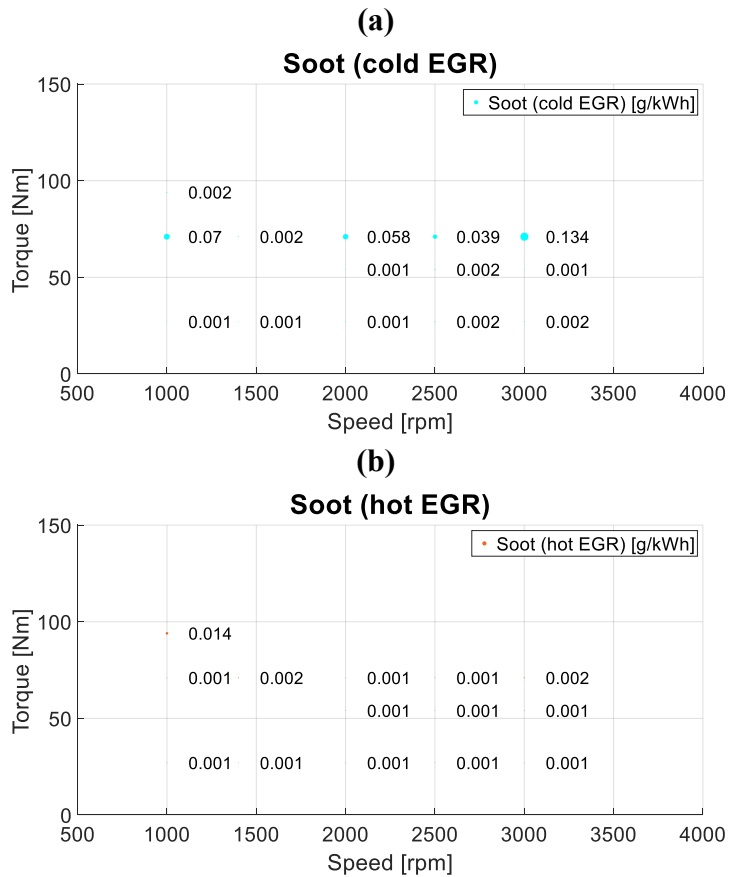 (a)
Soot (cold EGR)
150
Soot (cold EGR) [g/kWh]
100
0.002
0.07 0.002 0.058 0.039 0.134
0.001 0.002 0.001
50
0.001 0.001 0.001 0.002 0.002
0
500 1000 1500 2000 2500 3000 3500 4000
Torque [Nm]
Speed [rpm]
(b)
Soot (hot EGR)
150
Soot (hot EGR) [g/kWh]
100
0.014
0.001 0.002 0.001 0.001 0.002
0.001 0.001 0.001
50
0.001 0.001 0.001 0.001 0.001
0
500 1000 1500 2000 2500 3000 3500 4000
Torque [Nm]
Speed [rpm]